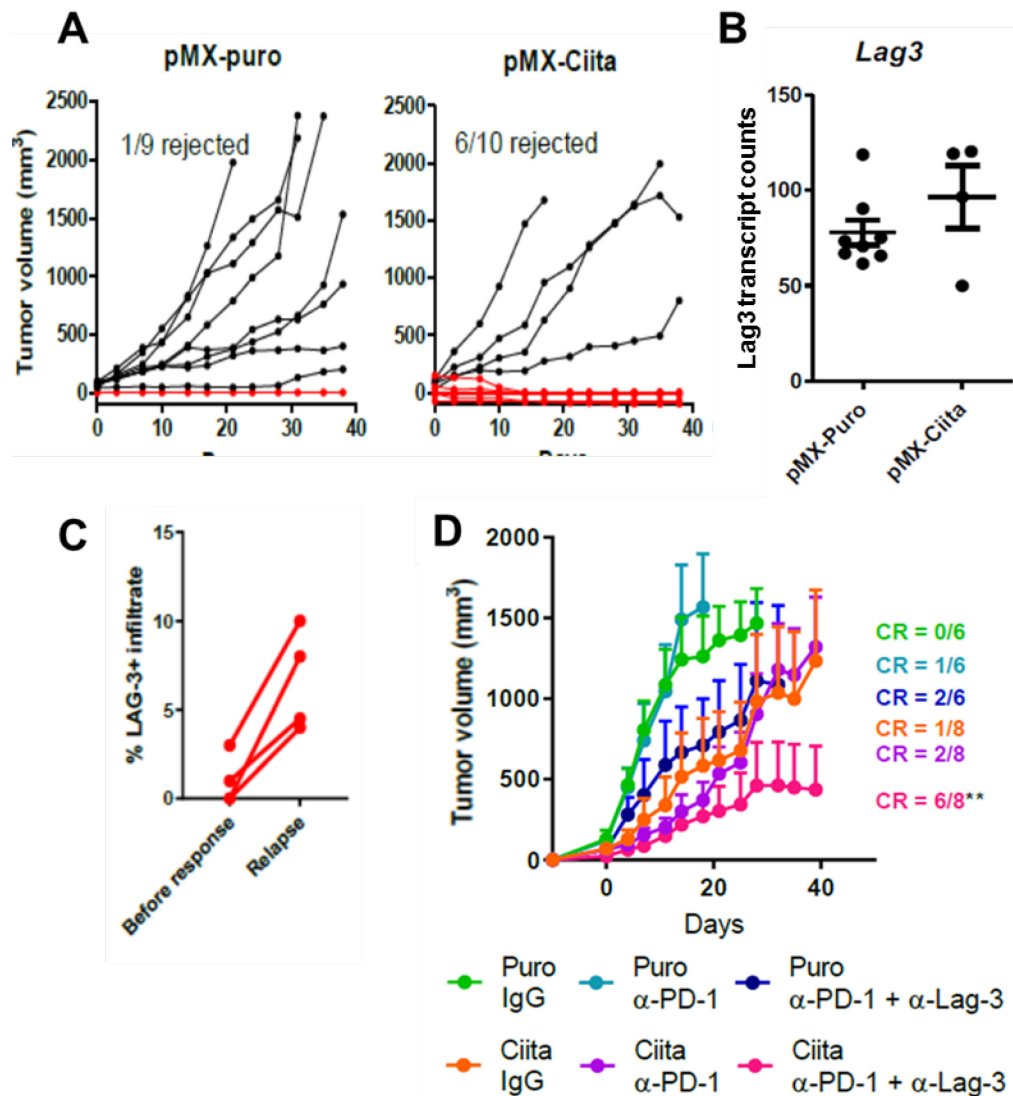 A
pMX-puro
pMX-Ciita
Tumor volume (mm³)
2500
2000
1500
1000
500
0
1/9 rejected
0 10 20 30 40
2500
2000
1500
1000
500
0
6/10 rejected
0 10 20 30 40
B
Lag3
Lag3 transcript counts
150
100
50
0
pMX-Puro
pMX-Ciita
C
% LAG-3+ infiltrate
15
10
5
0
Before response
Relapse
D
Tumor volume (mm³)
2000
1500
1000
500
0
0 20 40
Days
CR = 0/6
CR = 1/6
CR = 2/6
CR = 1/8
CR = 2/8
CR = 6/8**
Puro
IgG
Puro
α-PD-1
Puro
α-PD-1 + α-Lag-3
Ciita
IgG
Ciita
α-PD-1
Ciita
α-PD-1 + α-Lag-3